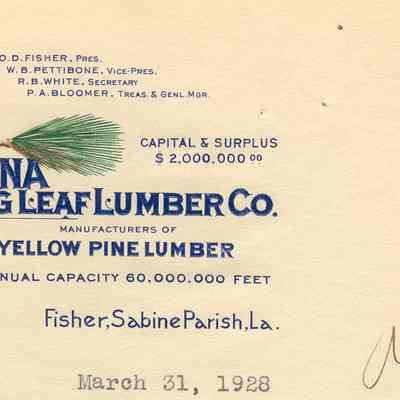 O.D. FISHER, PRES.
W.B. PETTIBONE, VICE-PRES.
R.B. WHITE, SECRETARY
P.A. BLOOMER, TREAS. & GENL. MGR.
CAPITAL & SURPLUS
$ 2,000,000 00
NA
G LEAF LUMBER CO.
MANUFACTURERS OF
YELLOW PINE LUMBER
NUAL CAPACITY 60,000,000 FEET
Fisher, Sabine Parish, La.
March 31, 1928